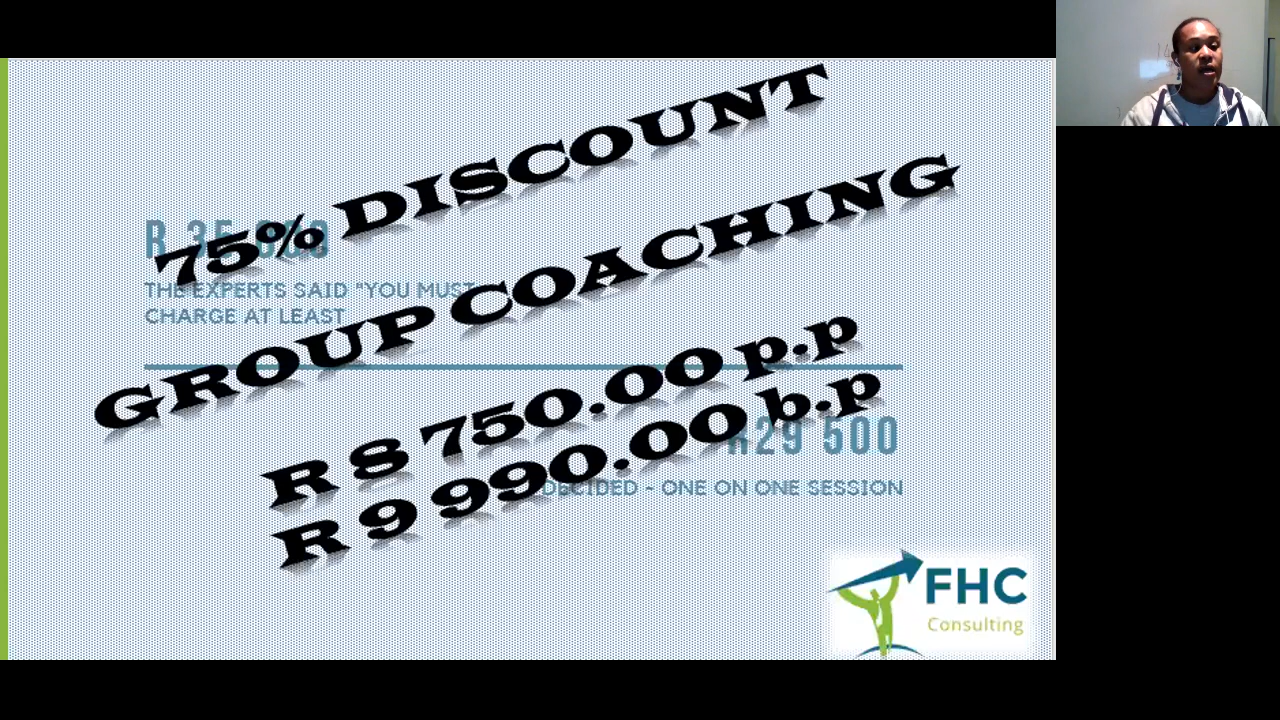 75% DISCOUNT
GROUP COACHING
R 8 750.00 p.p
R 9 990.00 b.p
R 35 000
THE EXPERTS SAID "YOU MUST
CHARGE AT LEAST
R29 500
DECIDED ~ ONE ON ONE SESSION
FHC
Consulting